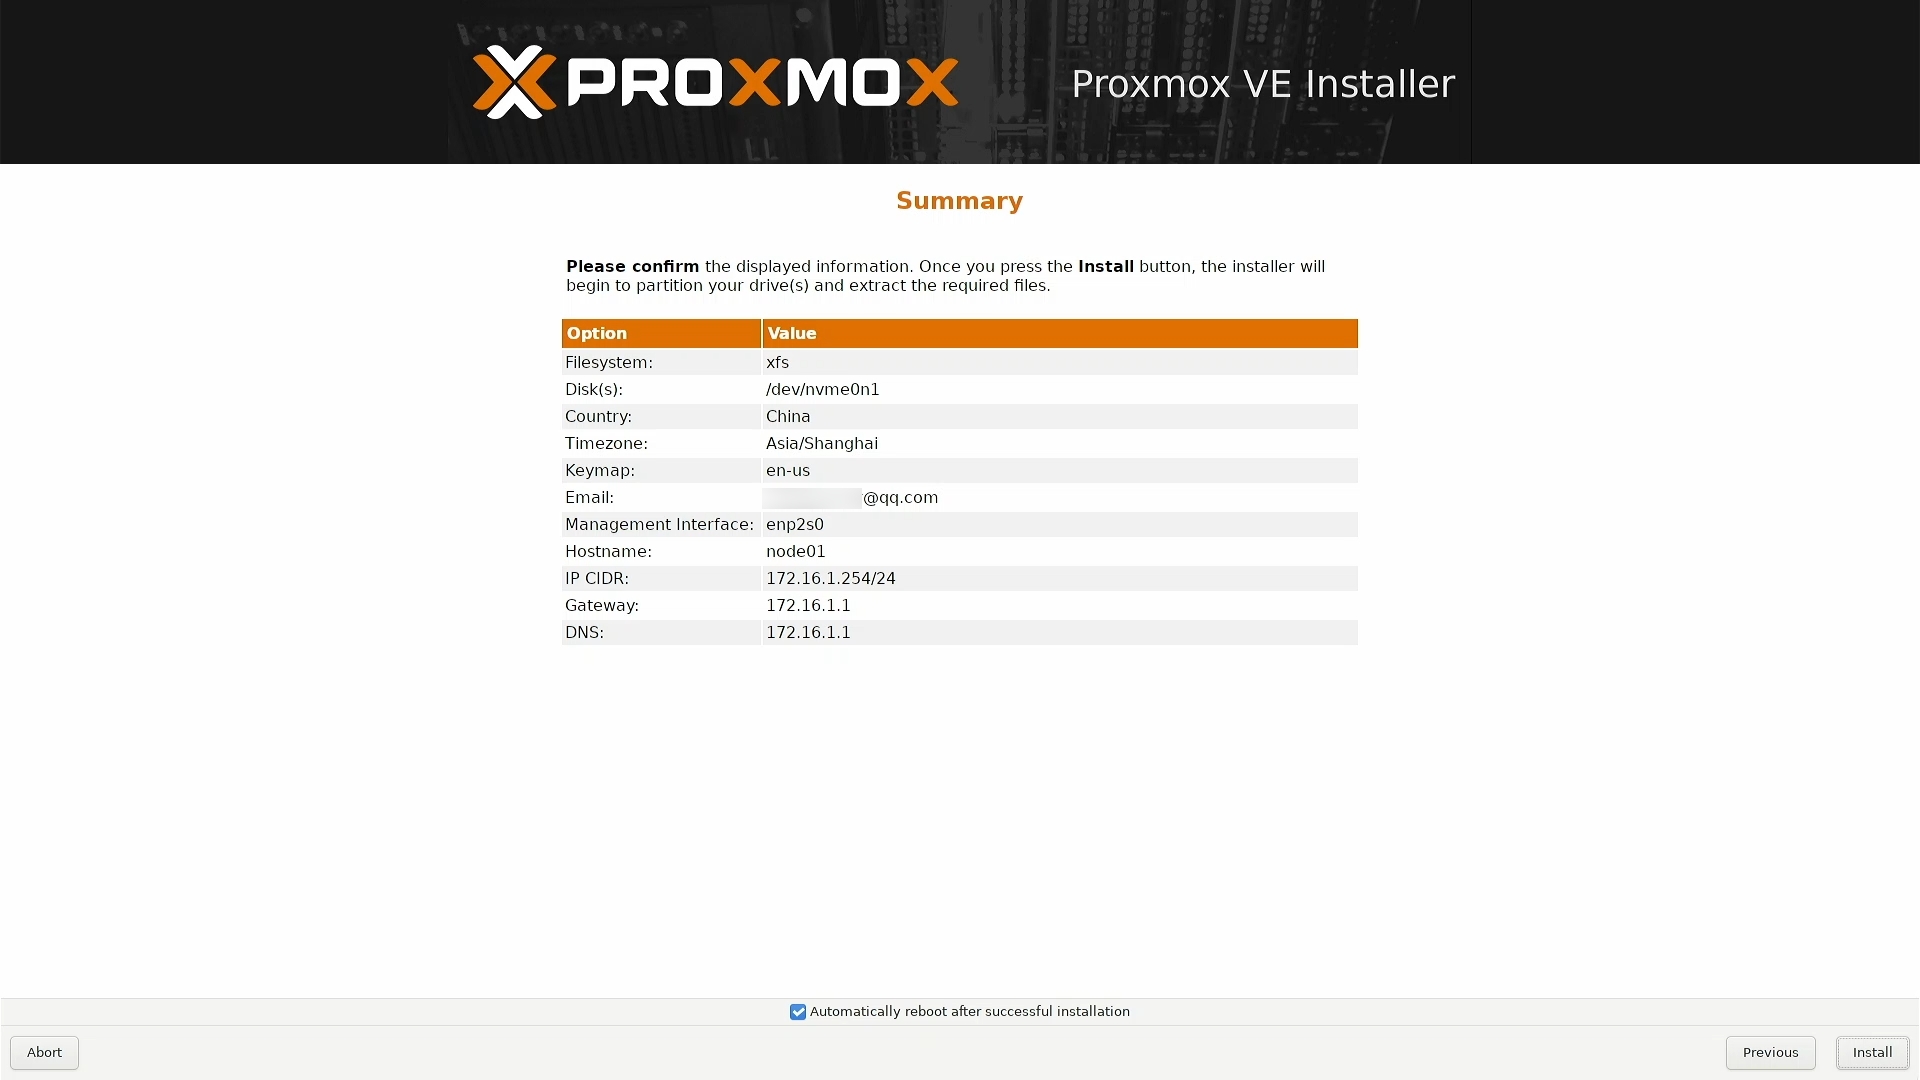 PROXMOX
Proxmox VE Installer
Summary
Please confirm the displayed information. Once you press the Install button, the installer will
begin to partition your drive(s) and extract the required files.
Option Value
Filesystem: xfs
Disk(s): /dev/nvme0n1
Country: China
Timezone: Asia/Shanghai
Keymap: en-us
Email: @qq.com
Management Interface: enp2s0
Hostname: node01
IP CIDR: 172.16.1.254/24
Gateway: 172.16.1.1
DNS: 172.16.1.1
Automatically reboot after successful installation
Abort Previous Install